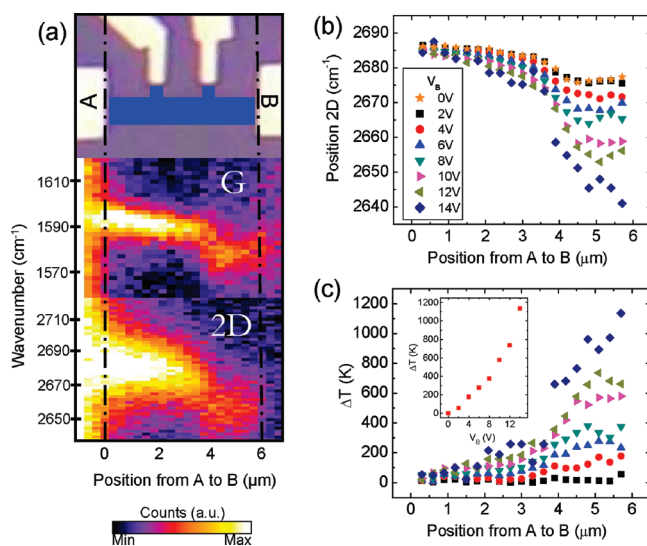 (a)
A
B
G
1610
1590
1570
2D
2710
2690
2670
2650
Wavenumber (cm⁻¹)
0
2
4
6
Position from A to B (μm)
Counts (a.u.)
Min
Max
(b)
2690
2680
2670
2660
2650
2640
Position 2D (cm⁻¹)
V_B
0V
2V
4V
6V
8V
10V
12V
14V
0
1
2
3
4
5
6
Position from A to B (μm)
(c)
1200
1000
800
600
400
200
0
ΔT (K)
1200
1000
800
600
400
200
0
ΔT (K)
0
4
8
12
V_B (V)
0
1
2
3
4
5
6
Position from A to B (μm)